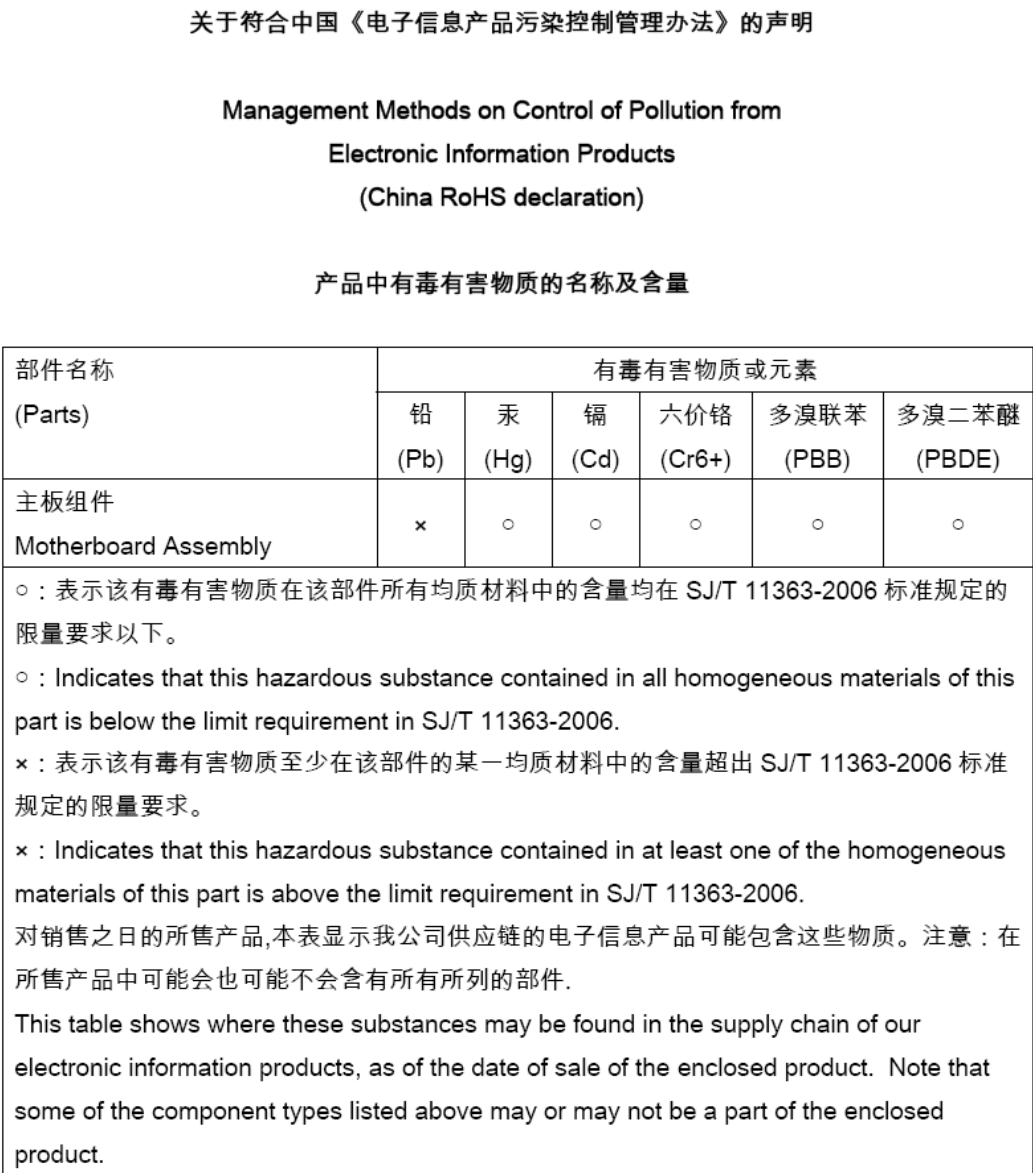 关于符合中国《电子信息产品污染控制管理办法》的声明
Management Methods on Control of Pollution from
Electronic Information Products
(China RoHS declaration)
产品中有毒有害物质的名称及含量
部件名称
(Parts)
有毒有害物质或元素
铅 汞 镉 六价铬 多溴联苯 多溴二苯醚
(Pb) (Hg) (Cd) (Cr6+) (PBB) (PBDE)
主板组件
Motherboard Assembly
× ○ ○ ○ ○ ○
○：表示该有毒有害物质在该部件所有均质材料中的含量均在 SJ/T 11363-2006 标准规定的
限量要求以下。
○：Indicates that this hazardous substance contained in all homogeneous materials of this
part is below the limit requirement in SJ/T 11363-2006.
×：表示该有毒有害物质至少在该部件的某一均质材料中的含量超出 SJ/T 11363-2006 标准
规定的限量要求。
×：Indicates that this hazardous substance contained in at least one of the homogeneous
materials of this part is above the limit requirement in SJ/T 11363-2006.
对销售之日的所售产品,本表显示我公司供应链的电子信息产品可能包含这些物质。注意：在
所售产品中可能会也可能不会含有所有所列的部件.
This table shows where these substances may be found in the supply chain of our
electronic information products, as of the date of sale of the enclosed product.  Note that
some of the component types listed above may or may not be a part of the enclosed
product.